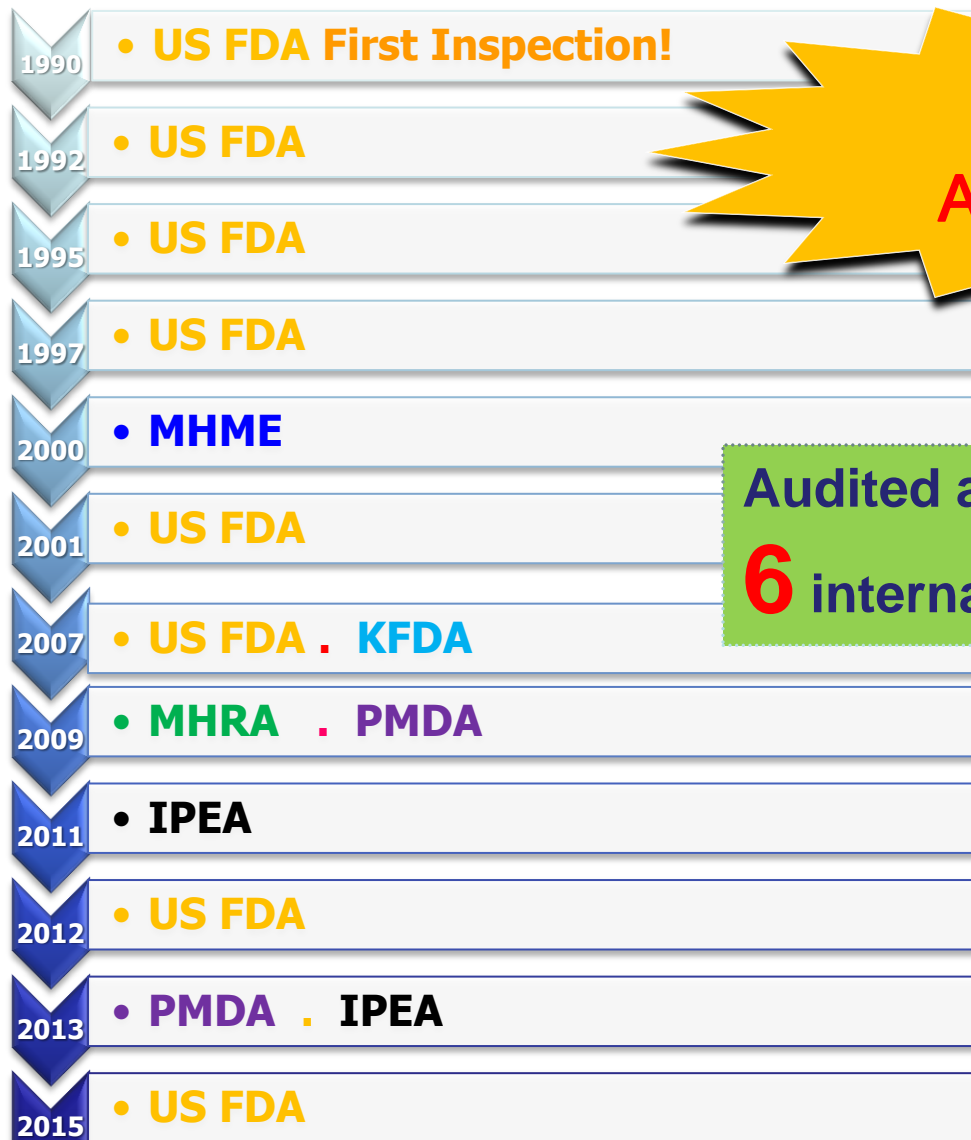 1990 • US FDA First Inspection!
1992 • US FDA
A
1995 • US FDA
1997 • US FDA
2000 • MHME
Audited a
2001 • US FDA
6 interna
2007 • US FDA . KFDA
2009 • MHRA . PMDA
2011 • IPEA
2012 • US FDA
2013 • PMDA . IPEA
2015 • US FDA